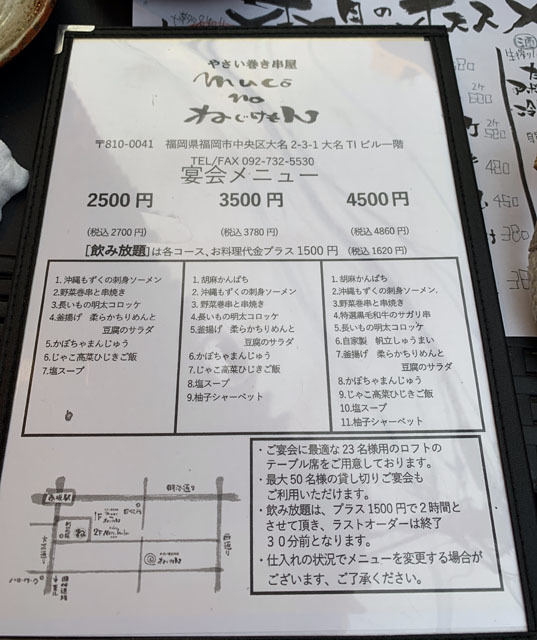 やさい巻き串屋
muco
no
ねじけもん
〒810-0041 福岡県福岡市中央区大名 2-3-1 大名 TI ビル一階
TEL/FAX 092-732-5530
宴会メニュー
2500 円 3500 円 4500 円
(税込 2700 円) (税込 3780 円) (税込 4860 円)
[飲み放題]は各コース、お料理代金プラス 1500 円 (税込 1620 円)
1. 沖縄もずくの刺身ソーメン
2.野菜巻串と串焼き
3.長いもの明太コロッケ
4.釜揚げ 柔らかちりめんと
豆腐のサラダ
5.かぼちゃまんじゅう
6.じゃこ高菜ひじきご飯
7.塩スープ
1. 胡麻かんぱち
2. 沖縄もずくの刺身ソーメン
3. 野菜巻串と串焼き
4.長いもの明太コロッケ
5.釜揚げ 柔らかちりめんと
豆腐のサラダ
6.かぼちゃまんじゅう
7.じゃこ高菜ひじきご飯
8.塩スープ
9.柚子シャーベット
1. 胡麻かんぱち
2. 沖縄もずくの刺身ソーメン.
3. 野菜巻串と串焼き
4.特選黒毛和牛のサガリ串
5.長いもの明太コロッケ
6.自家製 帆立しゅうまい
7.釜揚げ 柔らかちりめんと
豆腐のサラダ
8.かぼちゃまんじゅう
9.じゃこ高菜ひじきご飯
10.塩スープ
11.柚子シャーベット
・ご宴会に最適な 23 名様用のロフトの
テーブル席をご用意しております。
・最大 50 名様の貸し切りご宴会も
ご利用いただけます。
・飲み放題は、プラス 1500 円で 2 時間と
させて頂き、ラストオーダーは終了
30分前となります。
・仕入れの状況でメニューを変更する場合が
ございます、ご了承ください。
明治通り
赤坂駅
480
450